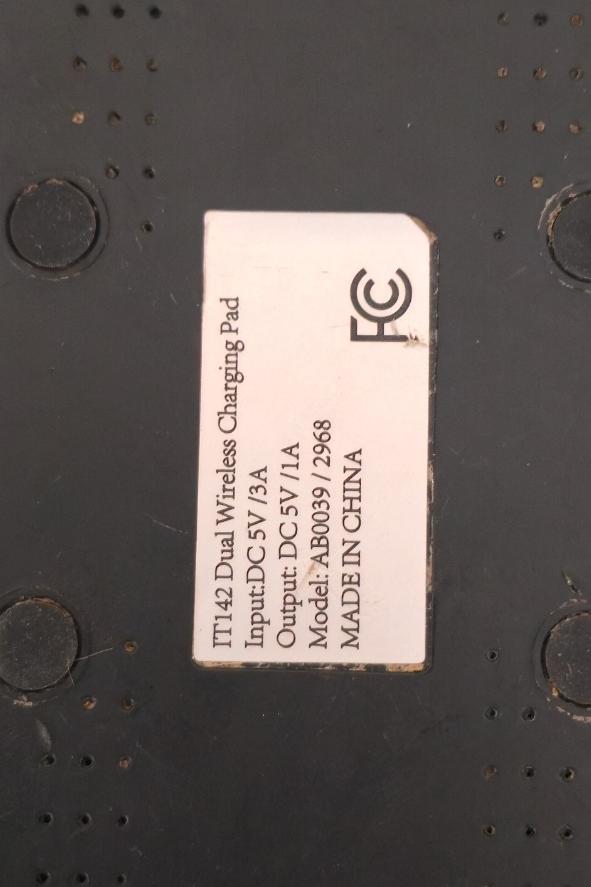 IT142 Dual Wireless Charging Pad
Input:DC 5V /3A
Output: DC 5V /1A
Model: AB0039 / 2968
MADE IN CHINA
FC